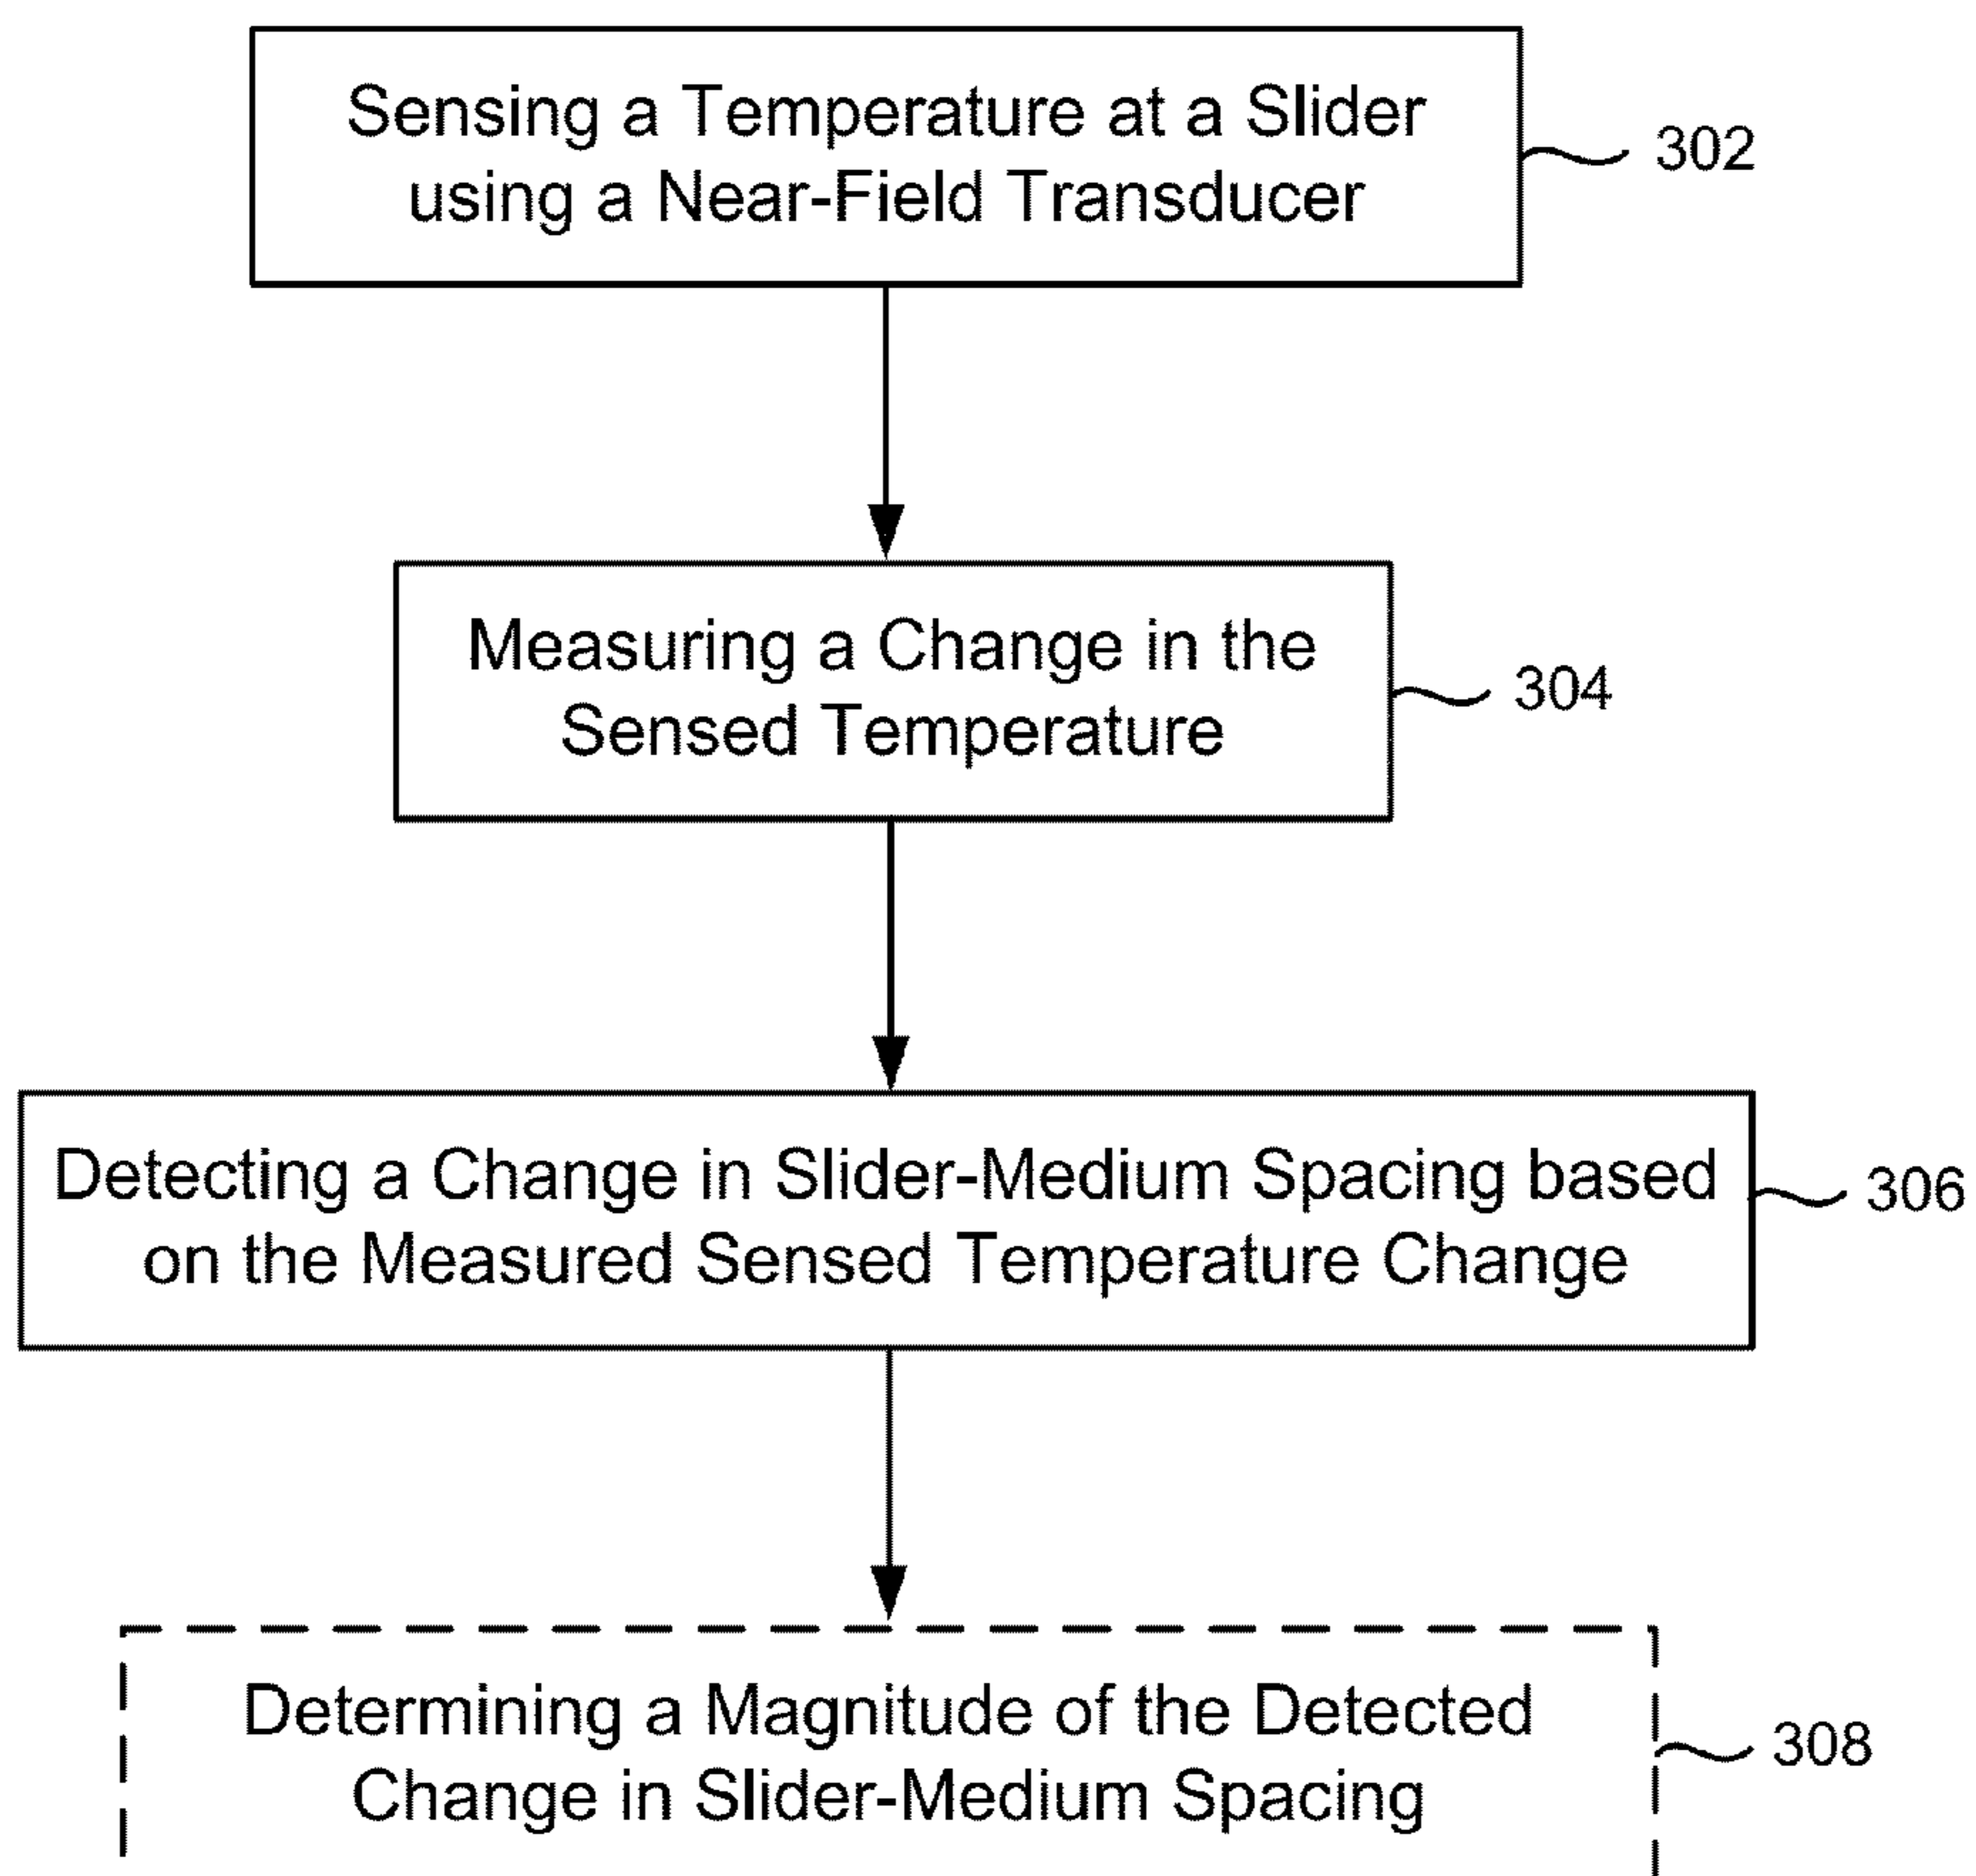 Sensing a Temperature at a Slider
using a Near-Field Transducer
302
Measuring a Change in the
Sensed Temperature
304
Detecting a Change in Slider-Medium Spacing based
on the Measured Sensed Temperature Change
306
Determining a Magnitude of the Detected
Change in Slider-Medium Spacing
308